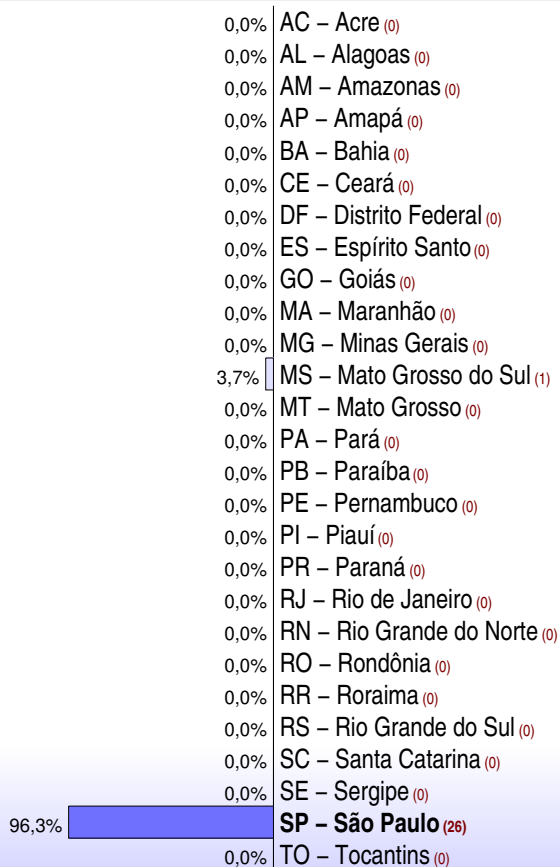 0,0% AC – Acre (0)
0,0% AL – Alagoas (0)
0,0% AM – Amazonas (0)
0,0% AP – Amapá (0)
0,0% BA – Bahia (0)
0,0% CE – Ceará (0)
0,0% DF – Distrito Federal (0)
0,0% ES – Espírito Santo (0)
0,0% GO – Goiás (0)
0,0% MA – Maranhão (0)
0,0% MG – Minas Gerais (0)
3,7% MS – Mato Grosso do Sul (1)
0,0% MT – Mato Grosso (0)
0,0% PA – Pará (0)
0,0% PB – Paraíba (0)
0,0% PE – Pernambuco (0)
0,0% PI – Piauí (0)
0,0% PR – Paraná (0)
0,0% RJ – Rio de Janeiro (0)
0,0% RN – Rio Grande do Norte (0)
0,0% RO – Rondônia (0)
0,0% RR – Roraima (0)
0,0% RS – Rio Grande do Sul (0)
0,0% SC – Santa Catarina (0)
0,0% SE – Sergipe (0)
96,3% SP – São Paulo (26)
0,0% TO – Tocantins (0)